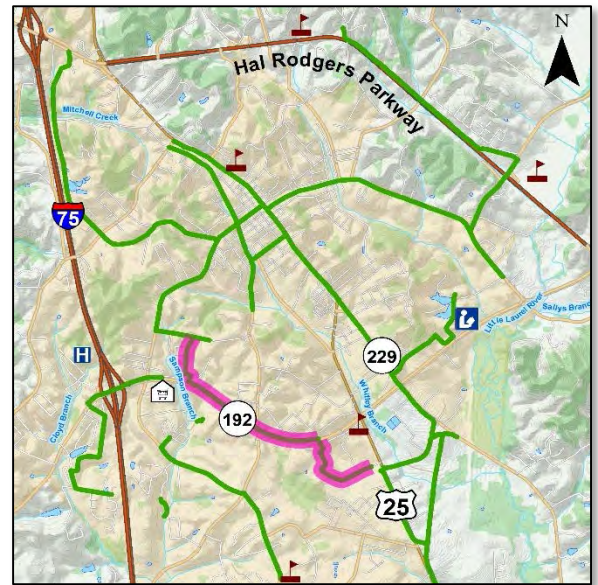 N
Hal Rodgers Parkway
Mitchell Creek
75
Little Laurel River
Sallys Branch
229
H
Sampson Branch
Whitley Branch
Cloyd Branch
192
25